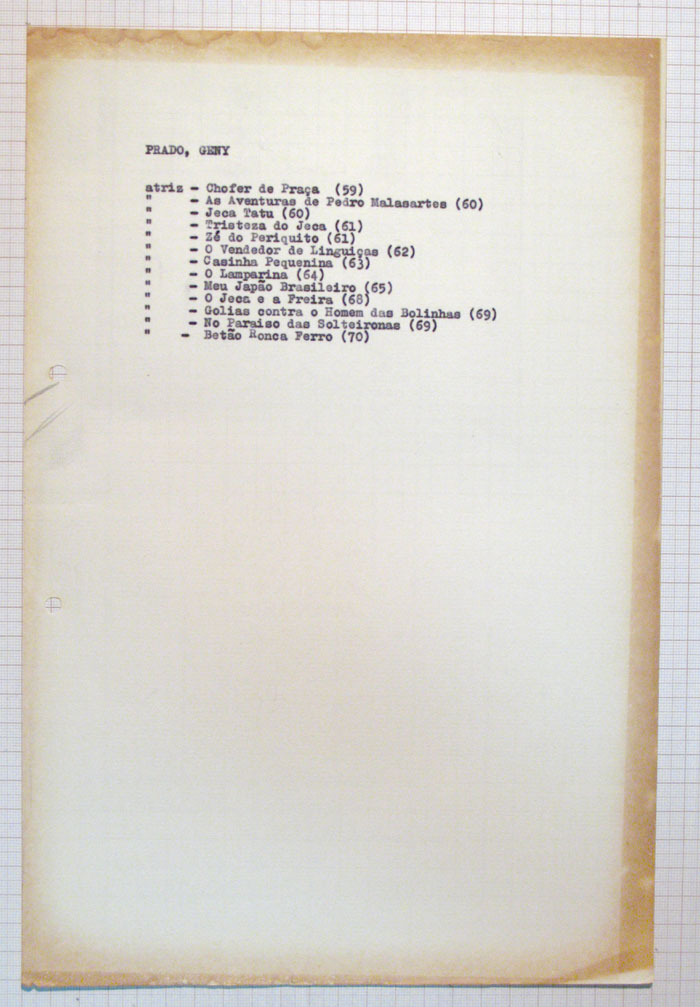 PRADO, GENY
atriz - Chofer de Praça (59)
" - As Aventuras de Pedro Malasartes (60)
" - Jeca Tatu (60)
" - Tristeza do Jeca (61)
" - Zé do Periquito (61)
" - O Vendedor de Linguiças (62)
" - Casinha Pequenina (63)
" - O Lamparina (64)
" - Meu Japão Brasileiro (65)
" - O Jeca e a Freira (68)
" - Golias contra o Homem das Bolinhas (69)
" - No Paraiso das Solteironas (69)
" - Betão Ronca Ferro (70)